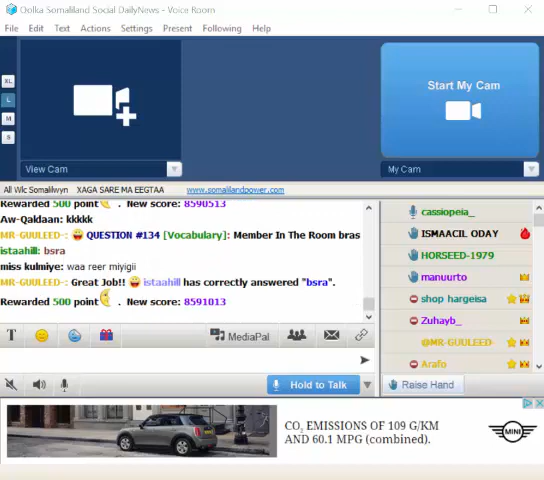 Oolka Somaliland Social DailyNews - Voice Room
File Edit Text Actions Settings Present Following Help
XL
L
M
S
Start My Cam
View Cam
My Cam
All Wlc Somalilwyn XAGA SARE MA EEGTAA www.somalilandpower.com
Rewarded 500 point . New score: 8590513
Aw-Qaldaan: kkkkk
MR-GUULEED-: QUESTION #134 [Vocabulary]: Member In The Room bras
istaahill: bsra
miss kulmiye: waa reer miyigii
MR-GUULEED-: Great Job!! istaahill has correctly answered "bsra".
Rewarded 500 point . New score: 8591013
cassiopeia_
ISMAACIL ODAY
HORSEED-1979
manuurto
shop hargeisa
Zuhayb_
@MR-GUULEED-
Arafo
T
MediaPal
Hold to Talk
Raise Hand
CO2 EMISSIONS OF 109 G/KM
AND 60.1 MPG (combined).
MINI